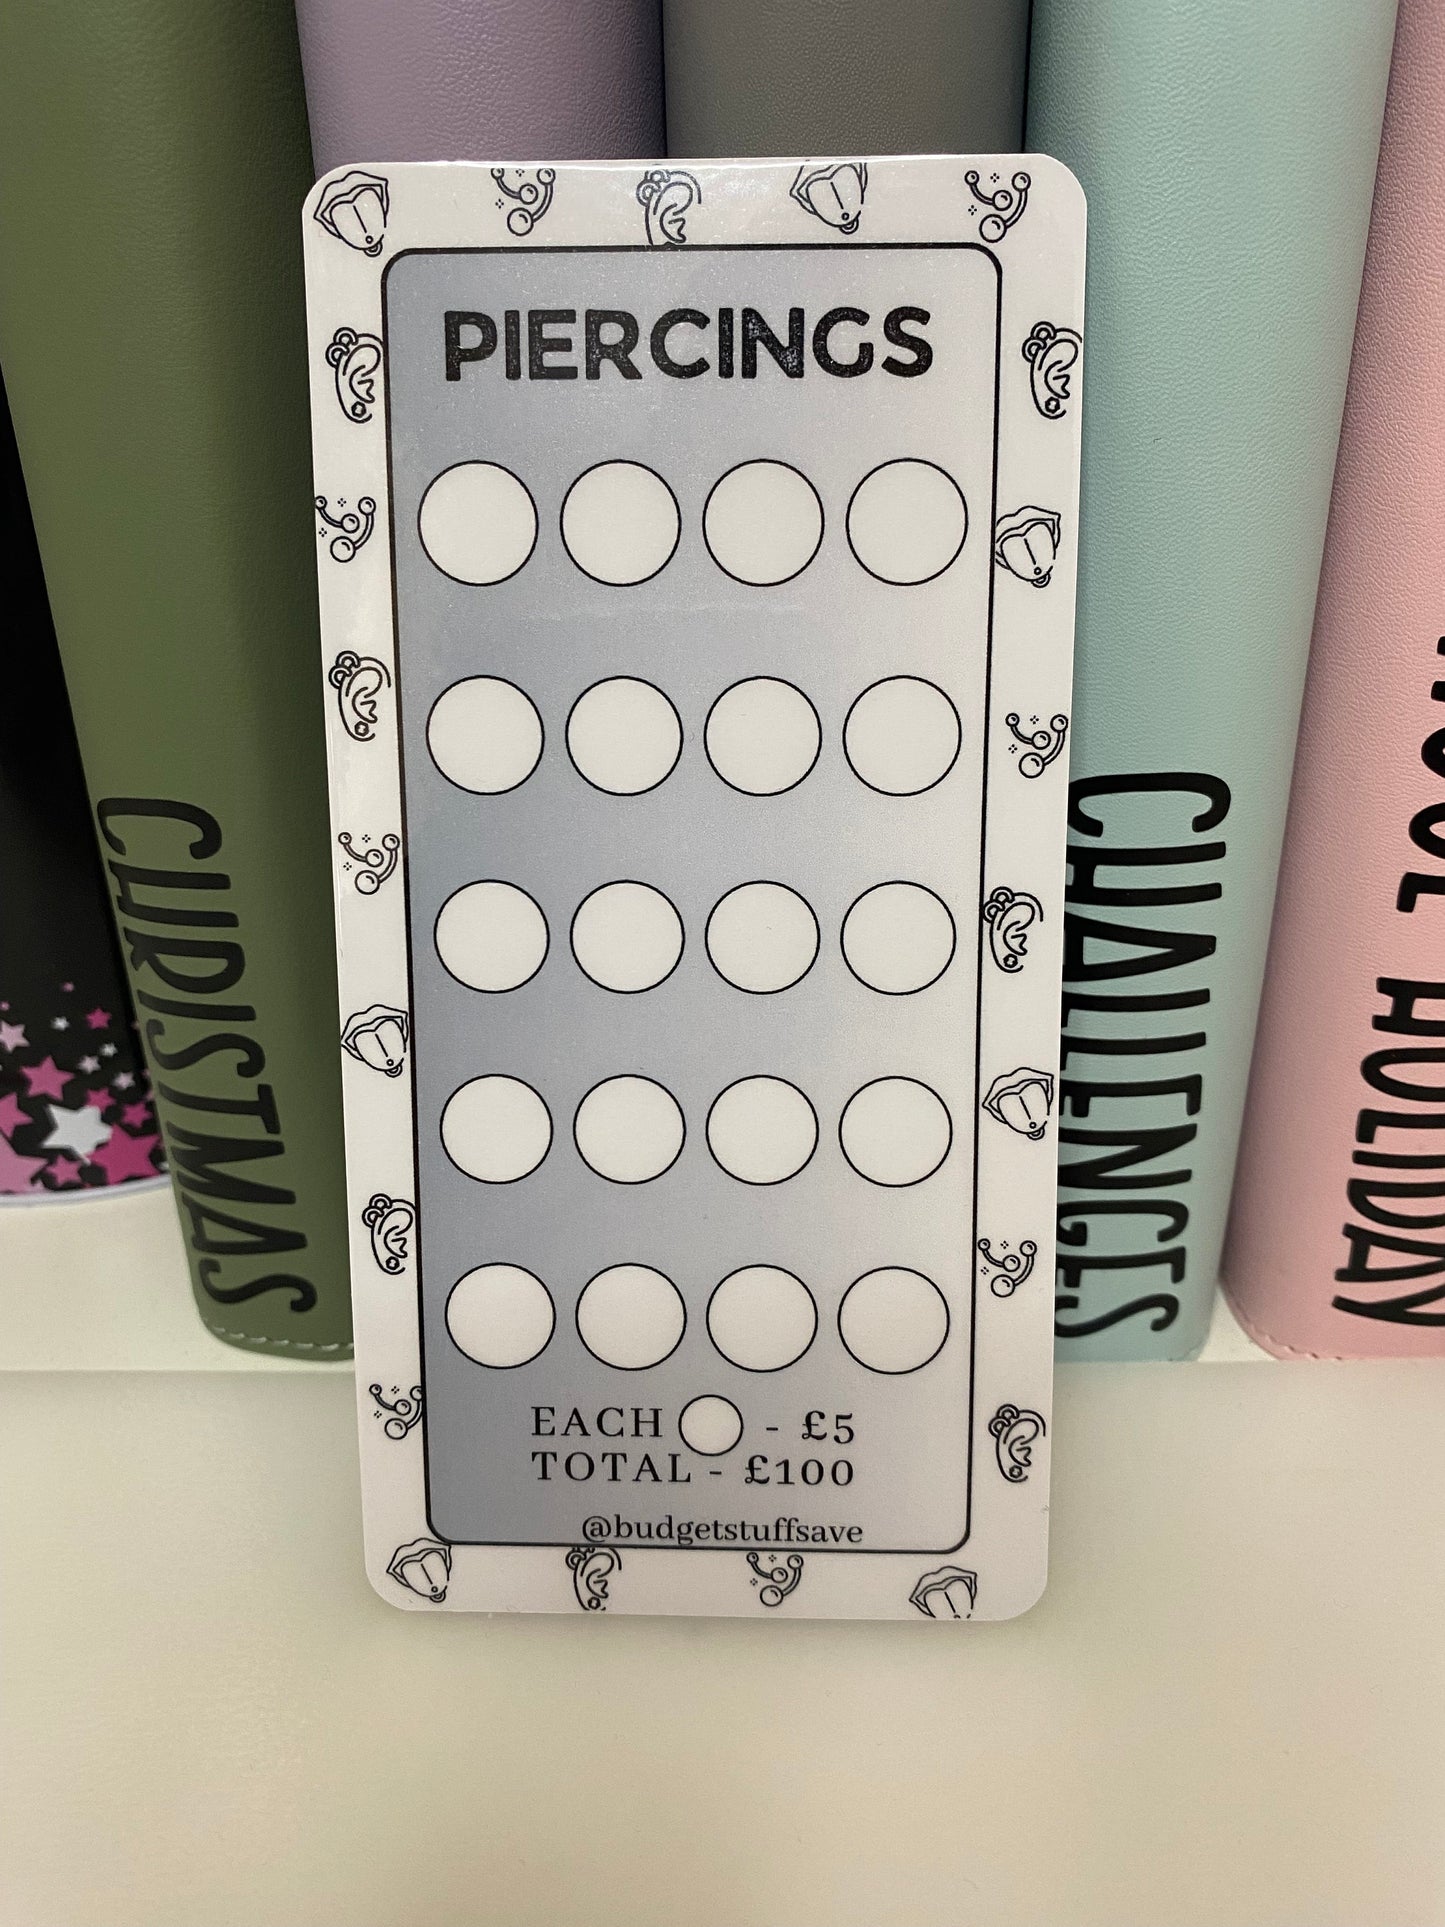 PIERCINGS
EACH - £5
TOTAL - £100
@budgetstuffsave
CHRISTMAS
CHALLENGES
HOLIDAY